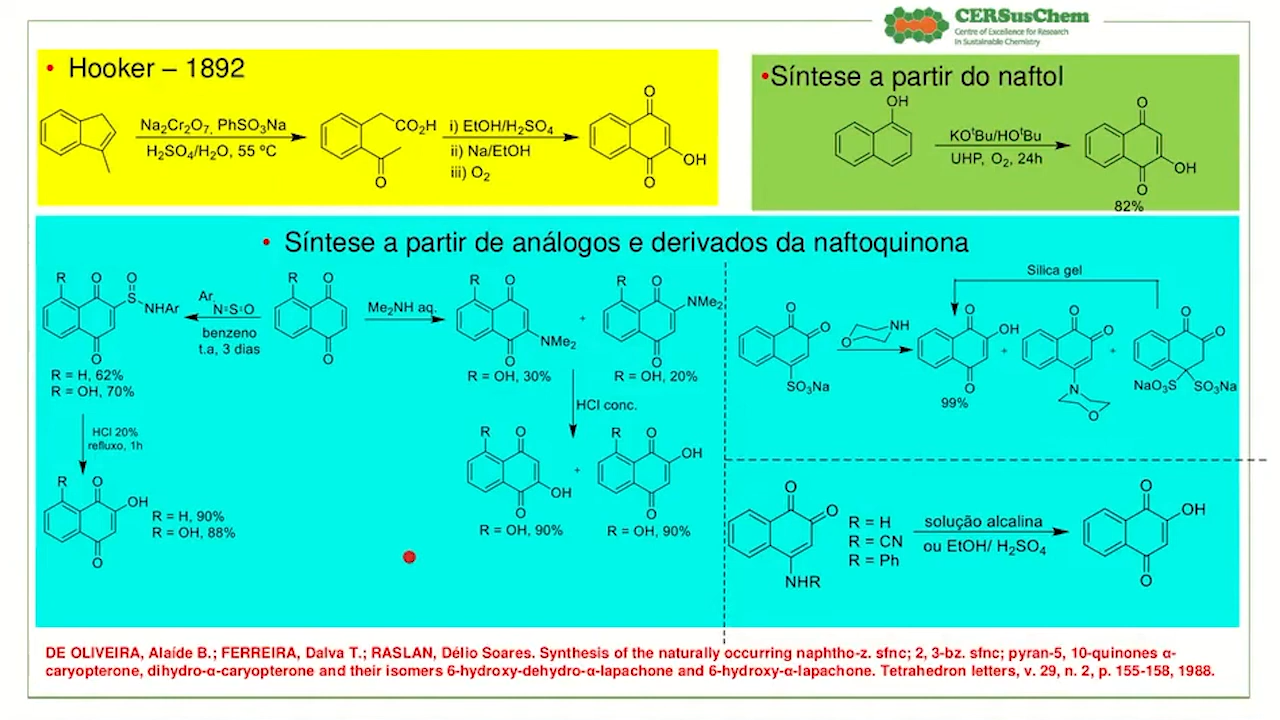 CERSusChem
Centre of Excellence for Research
in Sustainable Chemistry
• Hooker – 1892
Na2Cr2O7, PhSO3Na
H2SO4/H2O, 55 ºC
CO2H
O
i) EtOH/H2SO4
ii) Na/EtOH
iii) O2
O
OH
O
•Síntese a partir do naftol
OH
KOtBu/HOtBu
UHP, O2, 24h
O
OH
O
82%
• Síntese a partir de análogos e derivados da naftoquinona
R O O
S
NHAr
O
R = H, 62%
R = OH, 70%
Ar
N=S=O
benzeno
t.a, 3 dias
R O
O
Me2NH aq.
R O
NMe2
O
R = OH, 30%
+
R O
NMe2
O
R = OH, 20%
HCl 20%
refluxo, 1h
R O
OH
O
R = H, 90%
R = OH, 88%
HCl conc.
R O
OH
O
R = OH, 90%
+
R O
OH
O
R = OH, 90%
Sílica gel
O
O
SO3Na
NH
O
O
OH
O
99%
+
O
O
N
O
+
O
O
NaO3S SO3Na
O
O
NHR
R = H
R = CN
R = Ph
solução alcalina
ou EtOH/ H2SO4
O
OH
O
DE OLIVEIRA, Alaíde B.; FERREIRA, Dalva T.; RASLAN, Délio Soares. Synthesis of the naturally occurring naphtho-z. sfnc; 2, 3-bz. sfnc; pyran-5, 10-quinones α-
caryopterone, dihydro-α-caryopterone and their isomers 6-hydroxy-dehydro-α-lapachone and 6-hydroxy-α-lapachone. Tetrahedron letters, v. 29, n. 2, p. 155-158, 1988.